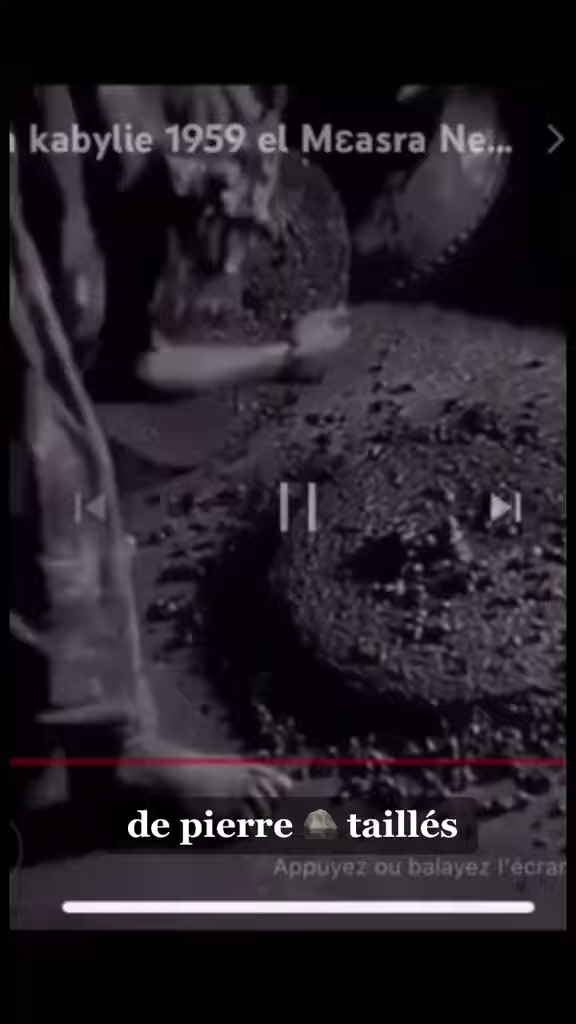 kabylie 1959 el Mɛasra Ne...
de pierre 🪨 taillés
Appuyez ou balayez l'écran